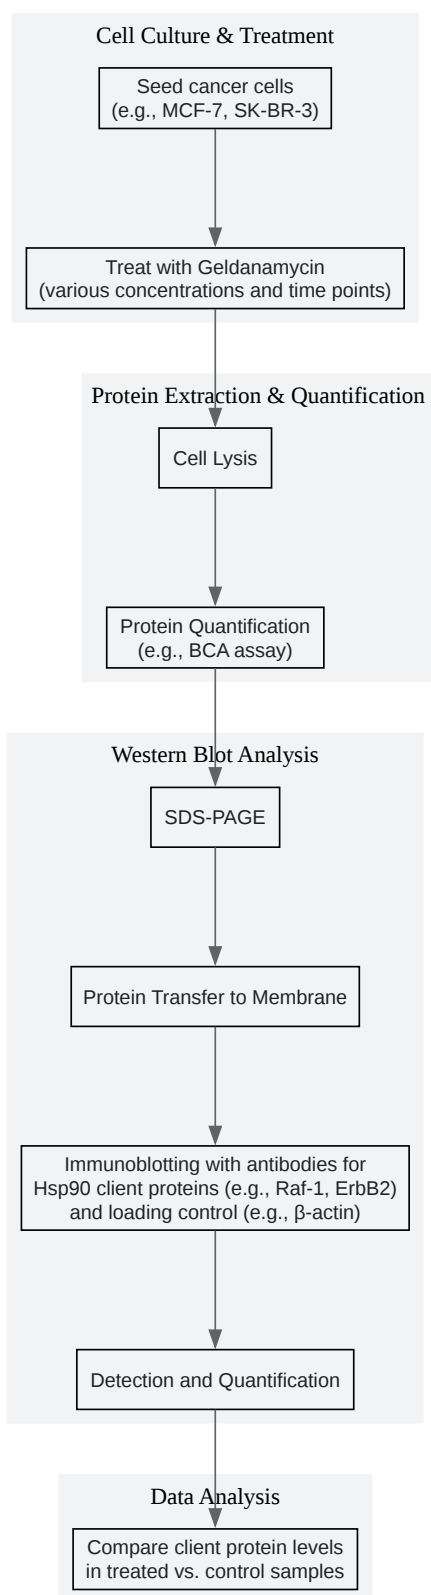 Cell Culture & Treatment
Seed cancer cells
(e.g., MCF-7, SK-BR-3)
Treat with Geldanamycin
(various concentrations and time points)
Protein Extraction & Quantification
Cell Lysis
Protein Quantification
(e.g., BCA assay)
Western Blot Analysis
SDS-PAGE
Protein Transfer to Membrane
Immunoblotting with antibodies for
Hsp90 client proteins (e.g., Raf-1, ErbB2)
and loading control (e.g., β-actin)
Detection and Quantification
Data Analysis
Compare client protein levels
in treated vs. control samples